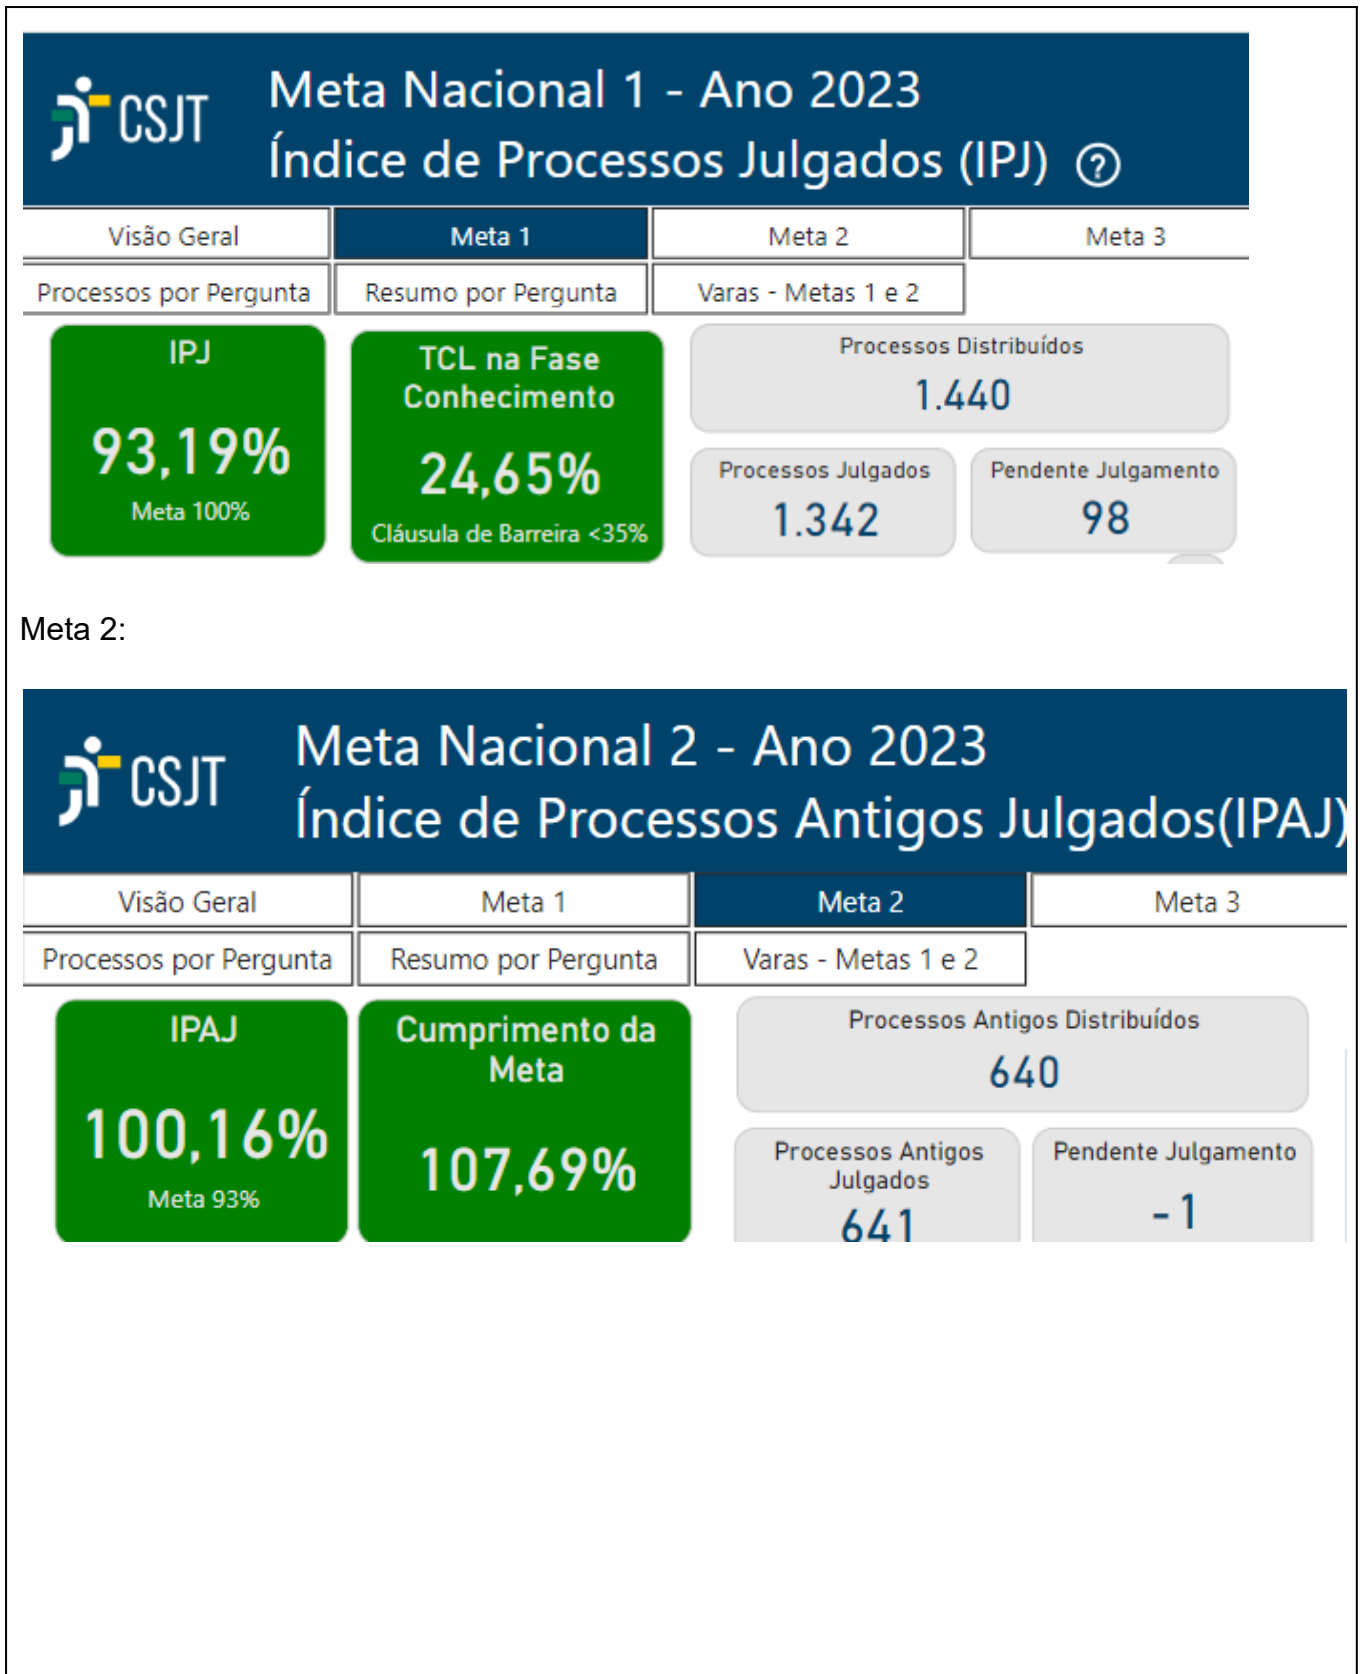 CSJT
Meta Nacional 1 - Ano 2023
Índice de Processos Julgados (IPJ) ?
Visão Geral
Meta 1
Meta 2
Meta 3
Processos por Pergunta
Resumo por Pergunta
Varas - Metas 1 e 2
IPJ
93,19%
Meta 100%
TCL na Fase
Conhecimento
24,65%
Cláusula de Barreira <35%
Processos Distribuídos
1.440
Processos Julgados
1.342
Pendente Julgamento
98
Meta 2:
CSJT
Meta Nacional 2 - Ano 2023
Índice de Processos Antigos Julgados(IPAJ)
Visão Geral
Meta 1
Meta 2
Meta 3
Processos por Pergunta
Resumo por Pergunta
Varas - Metas 1 e 2
IPAJ
100,16%
Meta 93%
Cumprimento da
Meta
107,69%
Processos Antigos Distribuídos
640
Processos Antigos
Julgados
641
Pendente Julgamento
-1